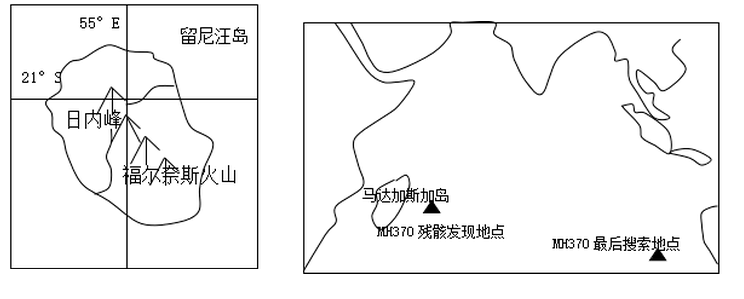 55° E
留尼汪岛
21° S
日内峰
福尔奈斯火山
马达加斯加岛
MH370 残骸发现地点
MH370 最后搜索地点